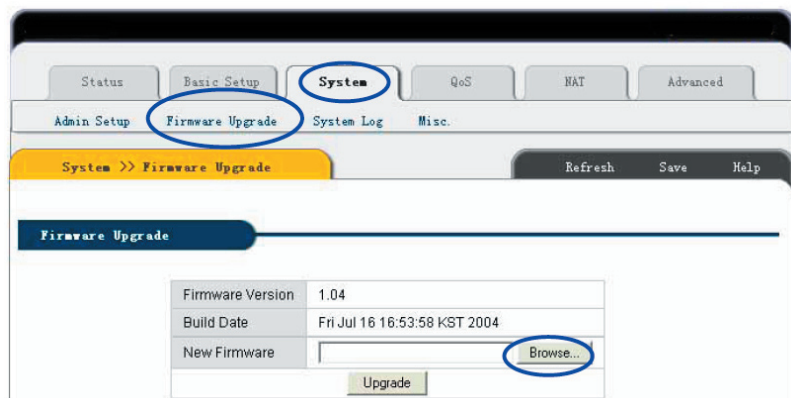 Status Basic Setup System QoS NAT Advanced
Admin Setup Firmware Upgrade System Log Misc.
System >> Firmware Upgrade Refresh Save Help
Firmware Upgrade
Firmware Version 1.04
Build Date Fri Jul 16 16:53:58 KST 2004
New Firmware Browse...
Upgrade